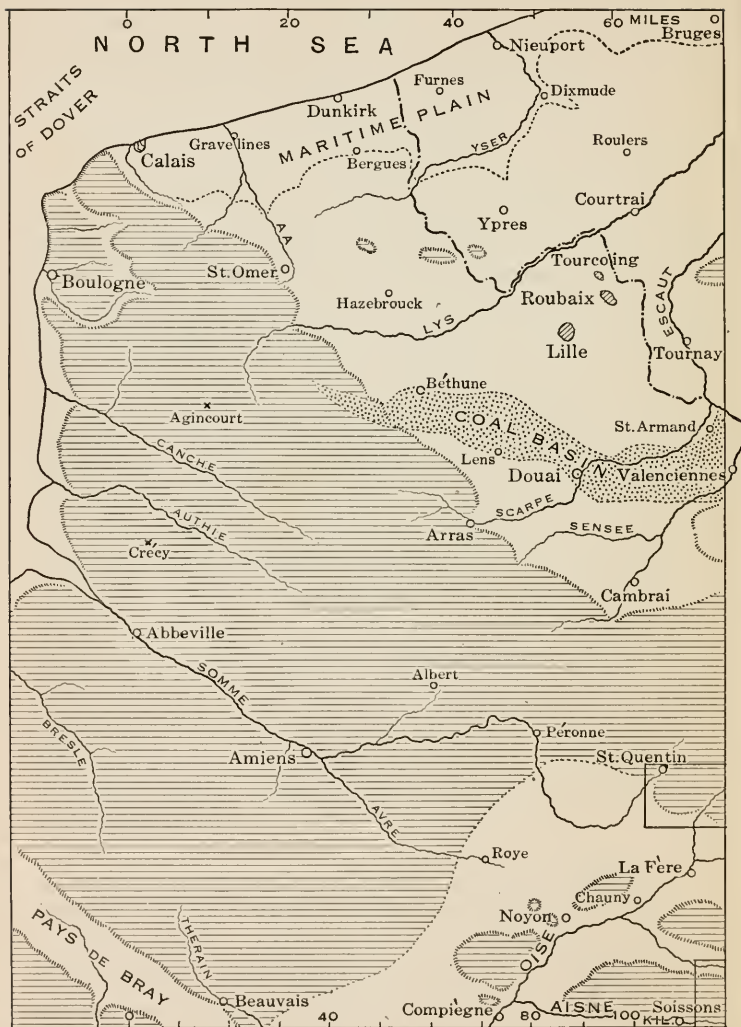 0 20 60 MILES
Bruges
NORTH SEA
Nieuport
STRAITS
OF DOVER
Furnes
Dunkirk
Dixmude
MARITIME PLAIN
Gravelines
Calais
Bergues
YSER
Roulers
AA
Ypres
Courtrai
St. Omer
Boulogne
Tourcoing
Hazebrouck
Roubaix
ESCAUT
LYS
Lille
Tournay
Béthune
Agincourt
COAL BASIN
St. Armand
CANCHE
Lens
Douai
Valenciennes
SCARPE
AUTHIE
Arras
SENSEE
Crécy
Cambrai
Abbeville
SOMME
Albert
BRESLE
Péronne
Amiens
St. Quentin
AVRE
Roye
La Fère
Chauny
PAYS DE BRAY
THERAIN
Noyon
OISE
Beauvais
AISNE
Soissons
Compiègne
0 40 80 100 KIL.